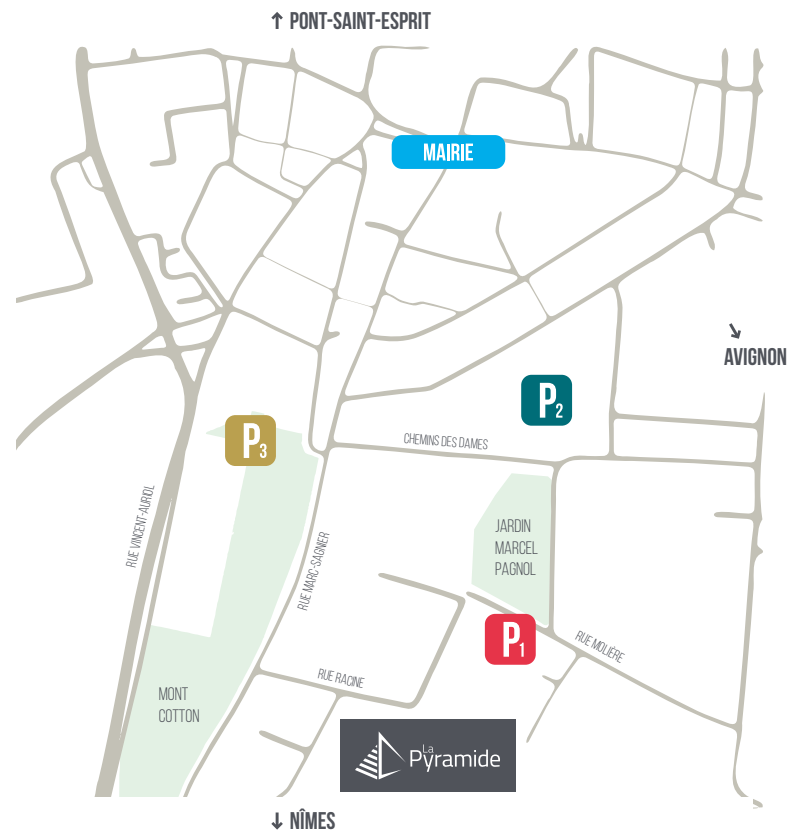 ↑ PONT-SAINT-ESPRIT
MAIRIE
↘
AVIGNON
P2
P3
CHEMINS DES DAMES
RUE VINCENT-AURIOL
RUE MARC-SAGNIER
JARDIN
MARCEL
PAGNOL
P1
RUE MOLIÈRE
RUE RACINE
MONT
COTTON
La
Pyramide
↓ NÎMES